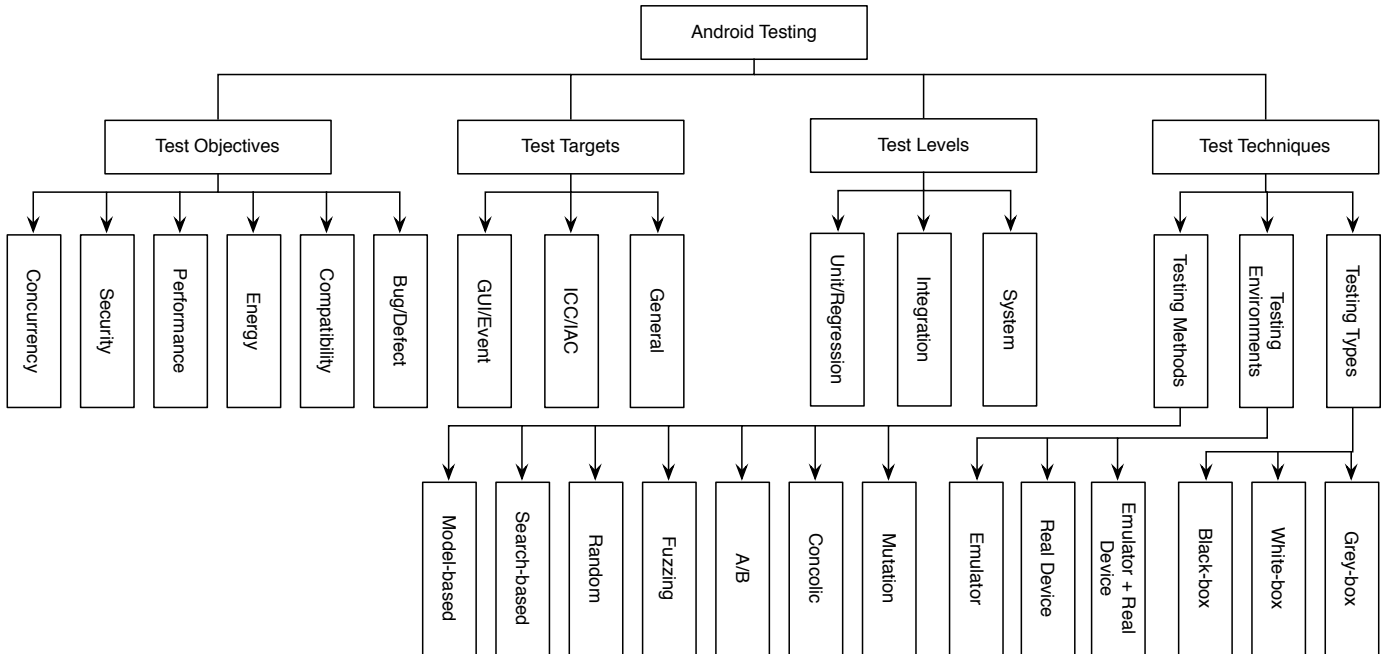 Android Testing
Test Objectives
Test Targets
Test Levels
Test Techniques
Concurrency
Security
Performance
Energy
Compatibility
Bug/Defect
GUI/Event
ICC/IAC
General
Unit/Regression
Integration
System
Testing Methods
Testing
Environments
Testing Types
Model-based
Search-based
Random
Fuzzing
A/B
Concolic
Mutation
Emulator
Real Device
Emulator + Real
Device
Black-box
White-box
Grey-box